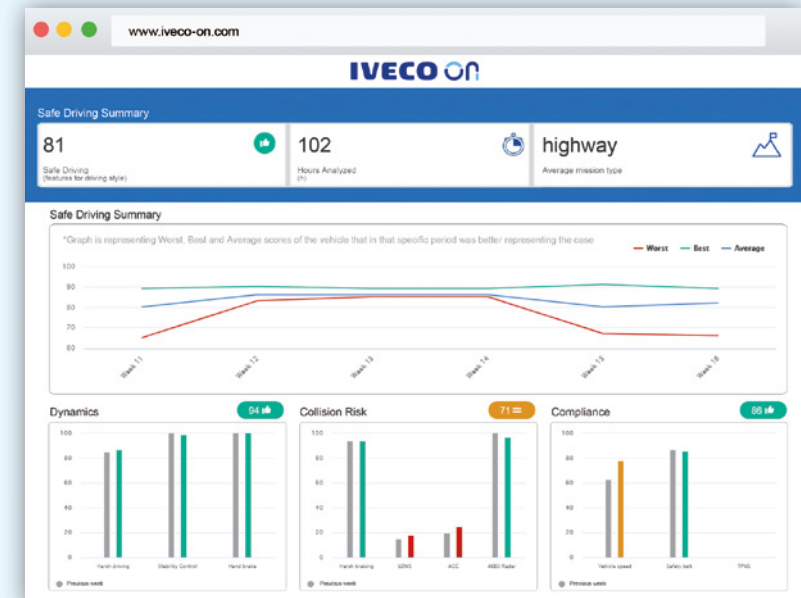 www.iveco-on.com
IVECO ON
Safe Driving Summary
81
Safe Driving
(features for driving style)
102
Hours Analyzed
(h)
highway
Average mission type
Safe Driving Summary
*Graph is representing Worst, Best and Average scores of the vehicle that in that specific period was better representing the case
Worst Best Average
100
90
80
70
60
Week 11
Week 12
Week 13
Week 14
Week 15
Week 16
Dynamics 94
100
80
60
40
20
0
Harsh driving Stability Control Hand brake
Previous week
Collision Risk 71
100
80
60
40
20
0
Harsh braking LDWS ACC AEBS Radar
Previous week
Compliance 86
100
80
60
40
20
0
Vehicle speed Safety belt TPMS
Previous week